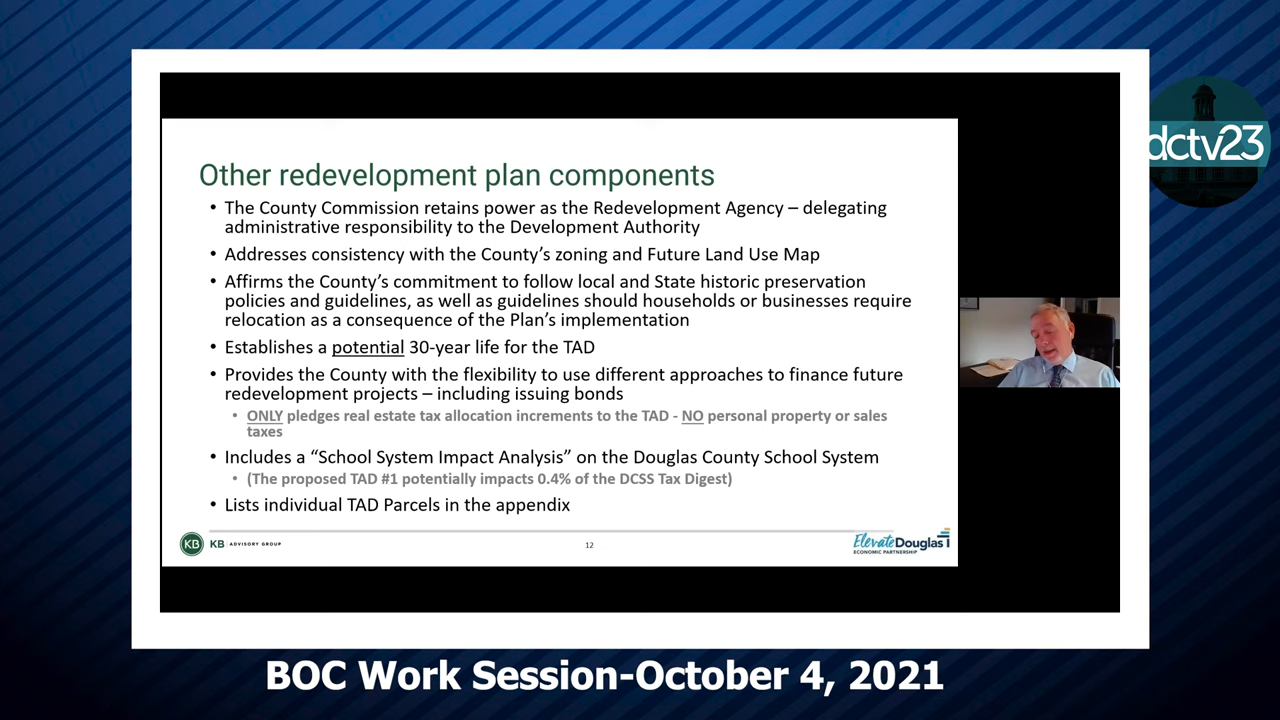 Other redevelopment plan components
• The County Commission retains power as the Redevelopment Agency – delegating
administrative responsibility to the Development Authority
• Addresses consistency with the County's zoning and Future Land Use Map
• Affirms the County's commitment to follow local and State historic preservation
policies and guidelines, as well as guidelines should households or businesses require
relocation as a consequence of the Plan's implementation
• Establishes a potential 30-year life for the TAD
• Provides the County with the flexibility to use different approaches to finance future
redevelopment projects – including issuing bonds
• ONLY pledges real estate tax allocation increments to the TAD - NO personal property or sales
taxes
• Includes a “School System Impact Analysis” on the Douglas County School System
• (The proposed TAD #1 potentially impacts 0.4% of the DCSS Tax Digest)
• Lists individual TAD Parcels in the appendix
KB KB ADVISORY GROUP
12
ElevateDouglas
ECONOMIC PARTNERSHIP
dctv23
BOC Work Session-October 4, 2021